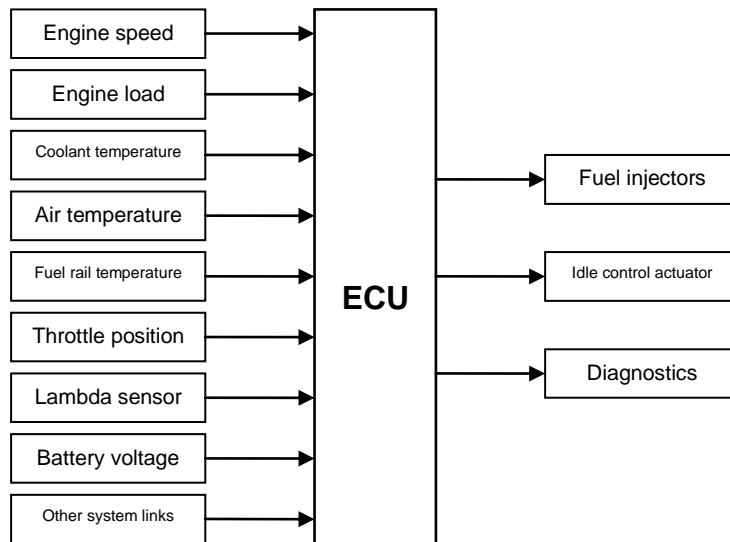 Engine speed
Engine load
Coolant temperature
Air temperature
Fuel rail temperature
Throttle position
Lambda sensor
Battery voltage
Other system links
ECU
Fuel injectors
Idle control actuator
Diagnostics